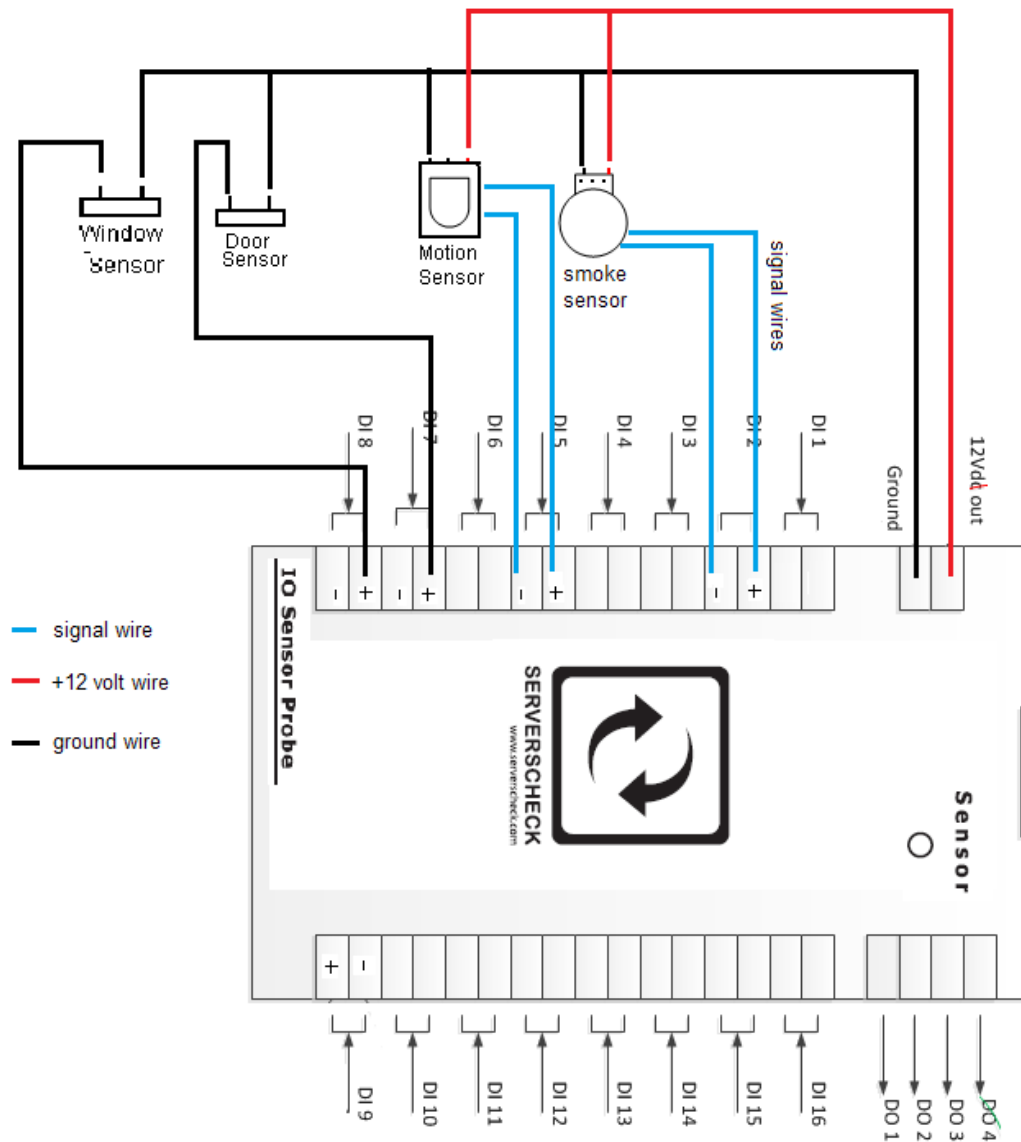 Window
Sensor
Door
Sensor
Motion
Sensor
smoke
sensor
signal wires
DI 8
DI 7
DI 6
DI 5
DI 4
DI 3
DI 2
DI 1
Ground
12Vdd out
- + - + - + - +
IO Sensor Probe
signal wire
+12 volt wire
ground wire
SERVERSCHECK
www.serverscheck.com
Sensor
+ -
DI 9
DI 10
DI 11
DI 12
DI 13
DI 14
DI 15
DI 16
DO 1
DO 2
DO 3
DO 4